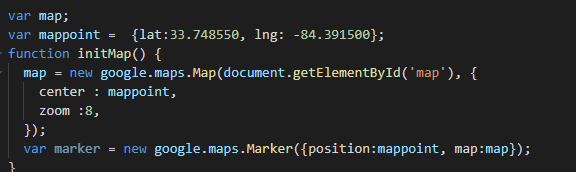 var map;
var mappoint =  {lat:33.748550, lng: -84.391500};
function initMap() {
  map = new google.maps.Map(document.getElementById('map'), {
    center : mappoint,
    zoom :8,
  });
  var marker = new google.maps.Marker({position:mappoint, map:map});
}